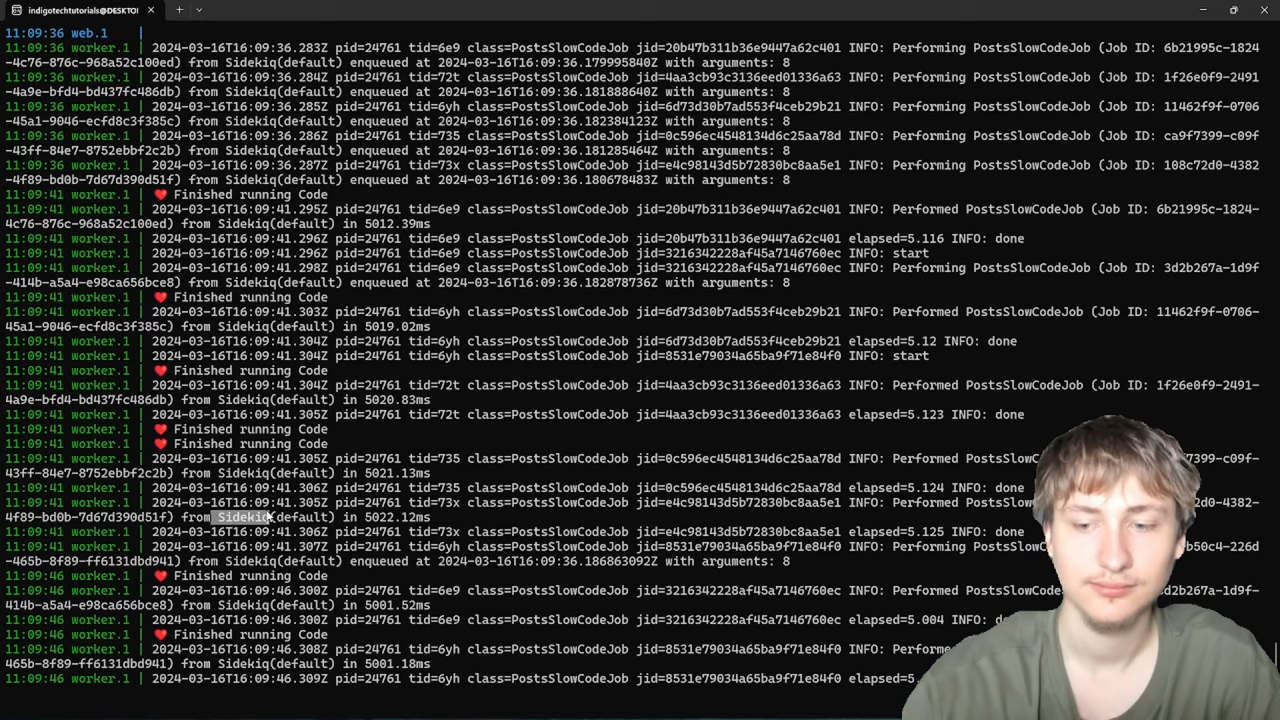 indigotechtutorials@DESKTO!
11:09:36 web.1 |
11:09:36 worker.1 | 2024-03-16T16:09:36.283Z pid=24761 tid=6e9 class=PostsSlowCodeJob jid=20b47b311b36e9447a62c401 INFO: Performing PostsSlowCodeJob (Job ID: 6b21995c-1824
-4c76-876c-968a52c100ed) from Sidekiq(default) enqueued at 2024-03-16T16:09:36.179995840Z with arguments: 8
11:09:36 worker.1 | 2024-03-16T16:09:36.284Z pid=24761 tid=72t class=PostsSlowCodeJob jid=4aa3cb93c3136eed01336a63 INFO: Performing PostsSlowCodeJob (Job ID: 1f26e0f9-2491
-4a9e-bfd4-bd437fc486db) from Sidekiq(default) enqueued at 2024-03-16T16:09:36.181888640Z with arguments: 8
11:09:36 worker.1 | 2024-03-16T16:09:36.285Z pid=24761 tid=6yh class=PostsSlowCodeJob jid=6d73d30b7ad553f4ceb29b21 INFO: Performing PostsSlowCodeJob (Job ID: 11462f9f-0706
-45a1-9046-ecfd8c3f385c) from Sidekiq(default) enqueued at 2024-03-16T16:09:36.182384123Z with arguments: 8
11:09:36 worker.1 | 2024-03-16T16:09:36.286Z pid=24761 tid=735 class=PostsSlowCodeJob jid=0c596ec4548134d6c25aa78d INFO: Performing PostsSlowCodeJob (Job ID: ca9f7399-c09f
-43ff-84e7-8752ebbf2c2b) from Sidekiq(default) enqueued at 2024-03-16T16:09:36.181285464Z with arguments: 8
11:09:36 worker.1 | 2024-03-16T16:09:36.287Z pid=24761 tid=73x class=PostsSlowCodeJob jid=e4c98143d5b72830bc8aa5e1 INFO: Performing PostsSlowCodeJob (Job ID: 108c72d0-4382
-4f89-bd0b-7d67d390d51f) from Sidekiq(default) enqueued at 2024-03-16T16:09:36.180678483Z with arguments: 8
11:09:41 worker.1 | ❤️ Finished running Code
11:09:41 worker.1 | 2024-03-16T16:09:41.295Z pid=24761 tid=6e9 class=PostsSlowCodeJob jid=20b47b311b36e9447a62c401 INFO: Performed PostsSlowCodeJob (Job ID: 6b21995c-1824-
4c76-876c-968a52c100ed) from Sidekiq(default) in 5012.39ms
11:09:41 worker.1 | 2024-03-16T16:09:41.296Z pid=24761 tid=6e9 class=PostsSlowCodeJob jid=20b47b311b36e9447a62c401 elapsed=5.116 INFO: done
11:09:41 worker.1 | 2024-03-16T16:09:41.296Z pid=24761 tid=6e9 class=PostsSlowCodeJob jid=3216342228af45a7146760ec INFO: start
11:09:41 worker.1 | 2024-03-16T16:09:41.298Z pid=24761 tid=6e9 class=PostsSlowCodeJob jid=3216342228af45a7146760ec INFO: Performing PostsSlowCodeJob (Job ID: 3d2b267a-1d9f
-414b-a5a4-e98ca656bce8) from Sidekiq(default) enqueued at 2024-03-16T16:09:36.182878736Z with arguments: 8
11:09:41 worker.1 | ❤️ Finished running Code
11:09:41 worker.1 | 2024-03-16T16:09:41.303Z pid=24761 tid=6yh class=PostsSlowCodeJob jid=6d73d30b7ad553f4ceb29b21 INFO: Performed PostsSlowCodeJob (Job ID: 11462f9f-0706-
45a1-9046-ecfd8c3f385c) from Sidekiq(default) in 5019.02ms
11:09:41 worker.1 | 2024-03-16T16:09:41.304Z pid=24761 tid=6yh class=PostsSlowCodeJob jid=6d73d30b7ad553f4ceb29b21 elapsed=5.12 INFO: done
11:09:41 worker.1 | 2024-03-16T16:09:41.304Z pid=24761 tid=6yh class=PostsSlowCodeJob jid=8531e79034a65ba9f71e84f0 INFO: start
11:09:41 worker.1 | ❤️ Finished running Code
11:09:41 worker.1 | 2024-03-16T16:09:41.304Z pid=24761 tid=72t class=PostsSlowCodeJob jid=4aa3cb93c3136eed01336a63 INFO: Performed PostsSlowCodeJob (Job ID: 1f26e0f9-2491-
4a9e-bfd4-bd437fc486db) from Sidekiq(default) in 5020.83ms
11:09:41 worker.1 | 2024-03-16T16:09:41.305Z pid=24761 tid=72t class=PostsSlowCodeJob jid=4aa3cb93c3136eed01336a63 elapsed=5.123 INFO: done
11:09:41 worker.1 | ❤️ Finished running Code
11:09:41 worker.1 | ❤️ Finished running Code
11:09:41 worker.1 | 2024-03-16T16:09:41.305Z pid=24761 tid=735 class=PostsSlowCodeJob jid=0c596ec4548134d6c25aa78d INFO: Performed PostsSlowCod 99-c09f-
43ff-84e7-8752ebbf2c2b) from Sidekiq(default) in 5021.13ms
11:09:41 worker.1 | 2024-03-16T16:09:41.306Z pid=24761 tid=735 class=PostsSlowCodeJob jid=0c596ec4548134d6c25aa78d elapsed=5.124 INFO: done
11:09:41 worker.1 | 2024-03-16T16:09:41.305Z pid=24761 tid=73x class=PostsSlowCodeJob jid=e4c98143d5b72830bc8aa5e1 INFO: Performed PostsSlowCo 2d0-4382-
4f89-bd0b-7d67d390d51f) from Sidekiq(default) in 5022.12ms
11:09:41 worker.1 | 2024-03-16T16:09:41.306Z pid=24761 tid=73x class=PostsSlowCodeJob jid=e4c98143d5b72830bc8aa5e1 elapsed=5.125 INFO: done
11:09:41 worker.1 | 2024-03-16T16:09:41.307Z pid=24761 tid=6yh class=PostsSlowCodeJob jid=8531e79034a65ba9f71e84f0 INFO: Performing PostsSlowC b50c4-226d
-465b-8f89-ff6131dbd941) from Sidekiq(default) enqueued at 2024-03-16T16:09:36.186863092Z with arguments: 8
11:09:46 worker.1 | ❤️ Finished running Code
11:09:46 worker.1 | 2024-03-16T16:09:46.300Z pid=24761 tid=6e9 class=PostsSlowCodeJob jid=3216342228af45a7146760ec INFO: Performed PostsSlowCode 67a-1d9f-
414b-a5a4-e98ca656bce8) from Sidekiq(default) in 5001.52ms
11:09:46 worker.1 | 2024-03-16T16:09:46.300Z pid=24761 tid=6e9 class=PostsSlowCodeJob jid=3216342228af45a7146760ec elapsed=5.004 INFO: d
11:09:46 worker.1 | ❤️ Finished running Code
11:09:46 worker.1 | 2024-03-16T16:09:46.308Z pid=24761 tid=6yh class=PostsSlowCodeJob jid=8531e79034a65ba9f71e84f0 INFO: Performe
465b-8f89-ff6131dbd941) from Sidekiq(default) in 5001.18ms
11:09:46 worker.1 | 2024-03-16T16:09:46.309Z pid=24761 tid=6yh class=PostsSlowCodeJob jid=8531e79034a65ba9f71e84f0 elapsed=5.